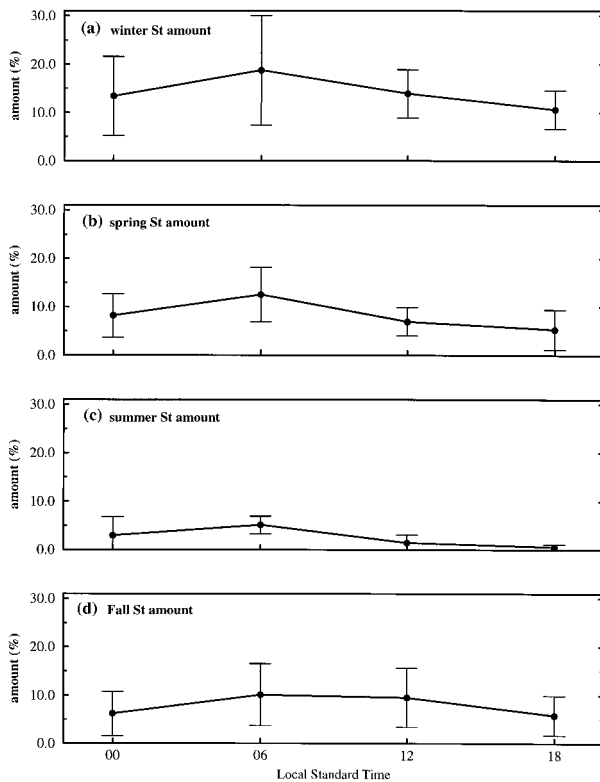 (a) winter St amount
amount (%)
30.0
20.0
10.0
0.0
(b) spring St amount
amount (%)
30.0
20.0
10.0
0.0
(c) summer St amount
amount (%)
30.0
20.0
10.0
0.0
(d) Fall St amount
amount (%)
30.0
20.0
10.0
0.0
00 06 12 18
Local Standard Time